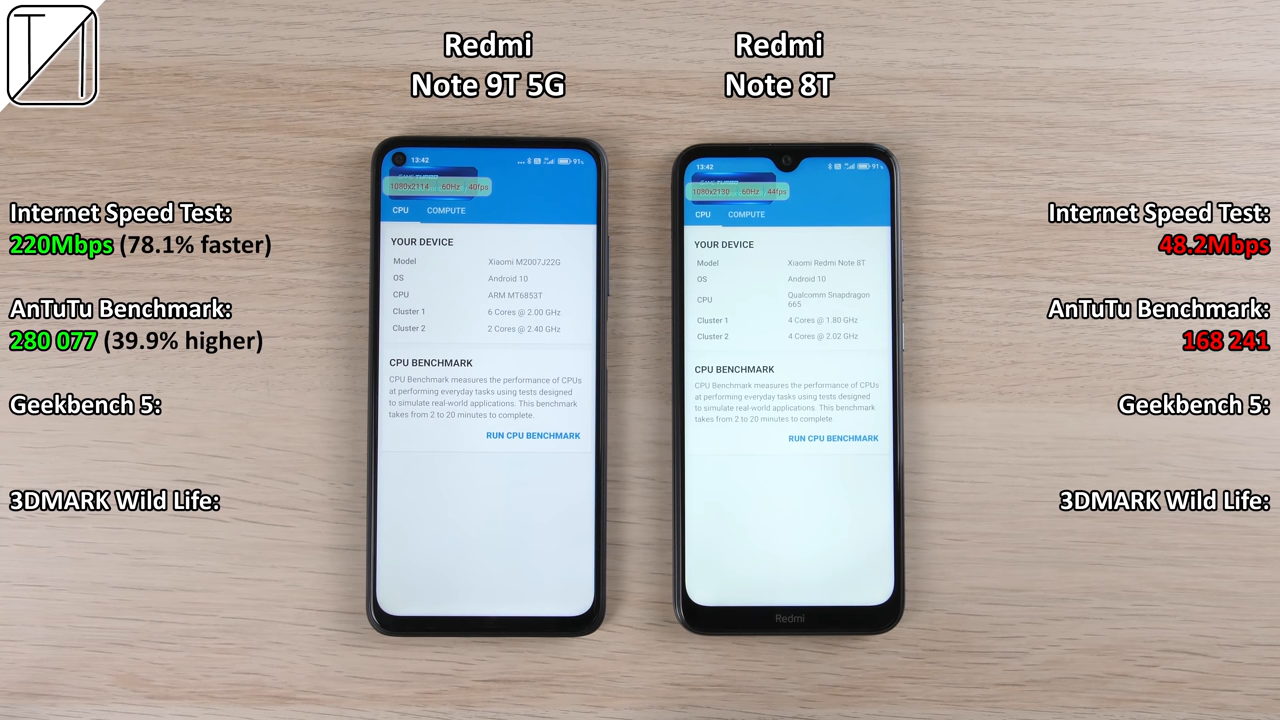 Redmi
Note 9T 5G
Redmi
Note 8T
Internet Speed Test:
220Mbps (78.1% faster)
AnTuTu Benchmark:
280 077 (39.9% higher)
Geekbench 5:
3DMARK Wild Life:
13:42
91%
GAME TURBO
1080x2114 60Hz 40fps
CPU COMPUTE
YOUR DEVICE
Model Xiaomi M2007J22G
OS Android 10
CPU ARM MT6853T
Cluster 1 6 Cores @ 2.00 GHz
Cluster 2 2 Cores @ 2.40 GHz
CPU BENCHMARK
CPU Benchmark measures the performance of CPUs
at performing everyday tasks using tests designed
to simulate real-world applications. This benchmark
takes from 2 to 20 minutes to complete.
RUN CPU BENCHMARK
13:42
91%
GAME TURBO
1080x2130 60Hz 44fps
CPU COMPUTE
YOUR DEVICE
Model Xiaomi Redmi Note 8T
OS Android 10
CPU Qualcomm Snapdragon
665
Cluster 1 4 Cores @ 1.80 GHz
Cluster 2 4 Cores @ 2.02 GHz
CPU BENCHMARK
CPU Benchmark measures the performance of CPUs
at performing everyday tasks using tests designed
to simulate real-world applications. This benchmark
takes from 2 to 20 minutes to complete.
RUN CPU BENCHMARK
Redmi
Internet Speed Test:
48.2Mbps
AnTuTu Benchmark:
168 241
Geekbench 5:
3DMARK Wild Life: